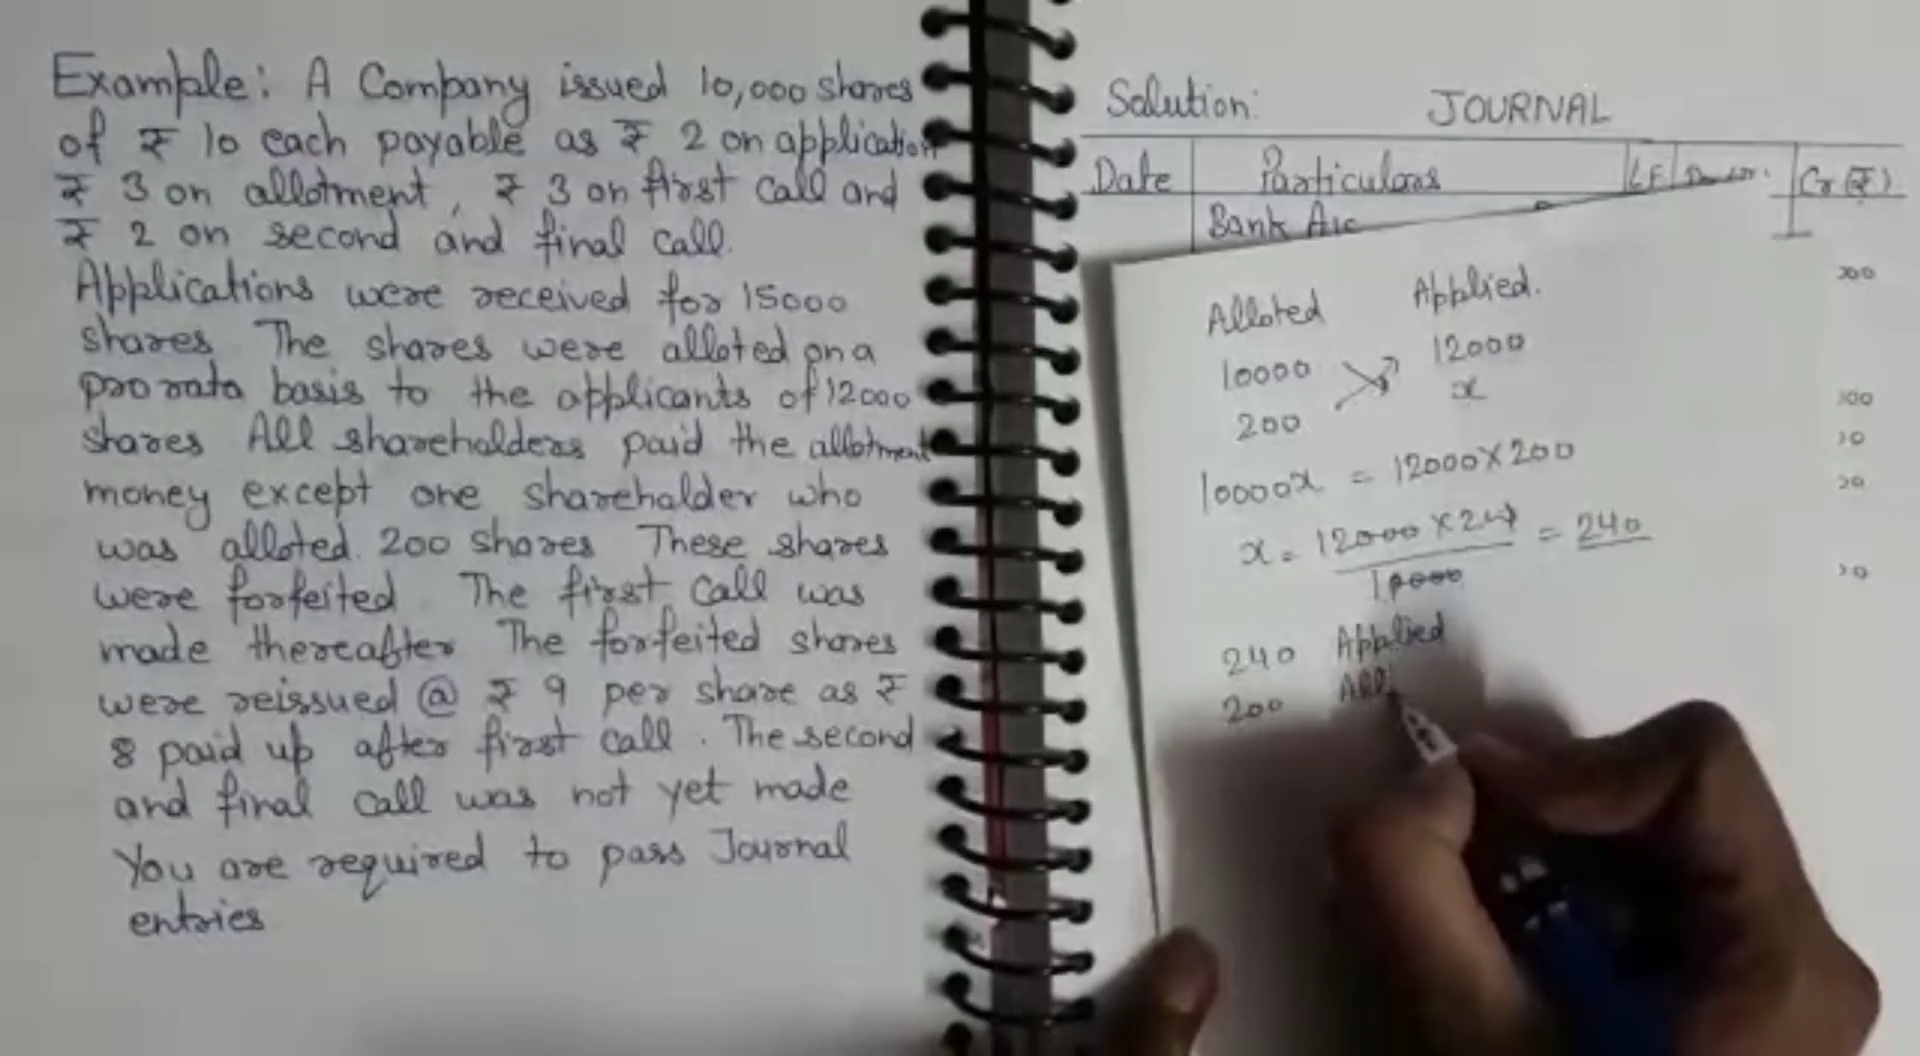 Example: A Company issued 10,000 shares
of ₹ 10 each payable as ₹ 2 on application
₹ 3 on allotment, ₹ 3 on first call and
₹ 2 on second and final call.
Applications were received for 15000
shares The shares were alloted on a
pro rata basis to the applicants of 12000
shares All shareholders paid the allotment
money except one shareholder who
was alloted 200 shares These shares
were forfeited. The first call was
made thereafter The forfeited shares
were reissued @ ₹ 9 per share as ₹
8 paid up after first call. The second
and final call was not yet made
You are required to pass Journal
entries
Solution: JOURNAL
Date Particulars LF Cr (₹)
Bank A/c
Alloted Applied.
10000 12000
200 x
10000x = 12000 X 200
x = 12000 X 200 = 240
10000
240 Applied
200 All